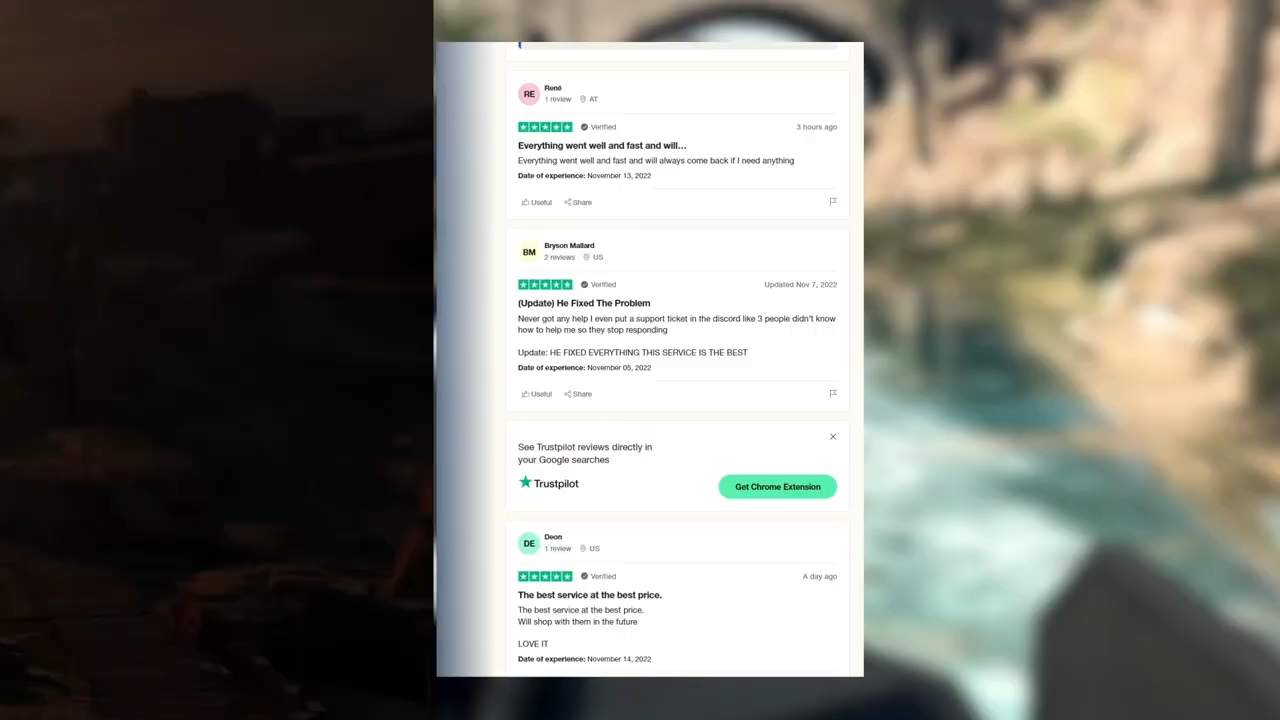 RE
René
1 review AT
Verified
3 hours ago
Everything went well and fast and will...
Everything went well and fast and will always come back if I need anything
Date of experience: November 13, 2022
Useful Share
BM
Bryson Mallard
2 reviews US
Verified
Updated Nov 7, 2022
(Update) He Fixed The Problem
Never got any help I even put a support ticket in the discord like 3 people didn't know
how to help me so they stop responding
Update: HE FIXED EVERYTHING THIS SERVICE IS THE BEST
Date of experience: November 05, 2022
Useful Share
See Trustpilot reviews directly in
your Google searches
Trustpilot
Get Chrome Extension
DE
Deon
1 review US
Verified
A day ago
The best service at the best price.
The best service at the best price.
Will shop with them in the future
LOVE IT
Date of experience: November 14, 2022